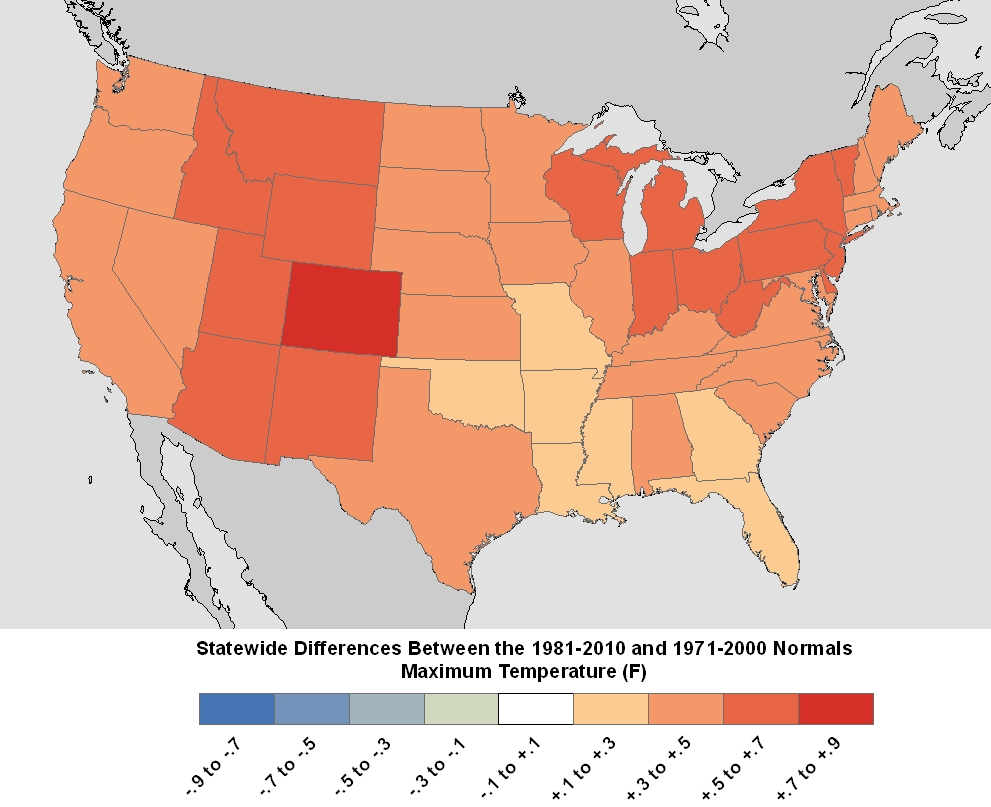 Statewide Differences Between the 1981-2010 and 1971-2000 Normals
Maximum Temperature (F)
-.9 to -.7
-.7 to -.5
-.5 to -.3
-.3 to -.1
-.1 to +.1
+.1 to +.3
+.3 to +.5
+.5 to +.7
+.7 to +.9